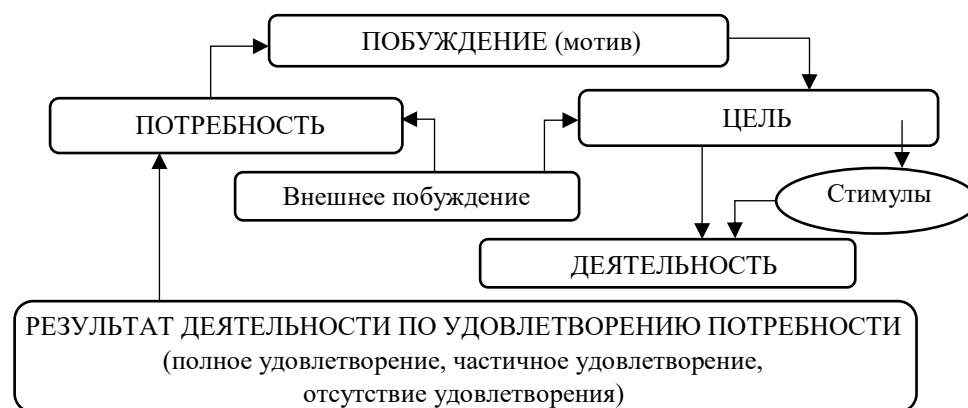 ПОБУЖДЕНИЕ (мотив)
ПОТРЕБНОСТЬ
ЦЕЛЬ
Внешнее побуждение
Стимулы
ДЕЯТЕЛЬНОСТЬ
РЕЗУЛЬТАТ ДЕЯТЕЛЬНОСТИ ПО УДОВЛЕТВОРЕНИЮ ПОТРЕБНОСТИ
(полное удовлетворение, частичное удовлетворение,
отсутствие удовлетворения)